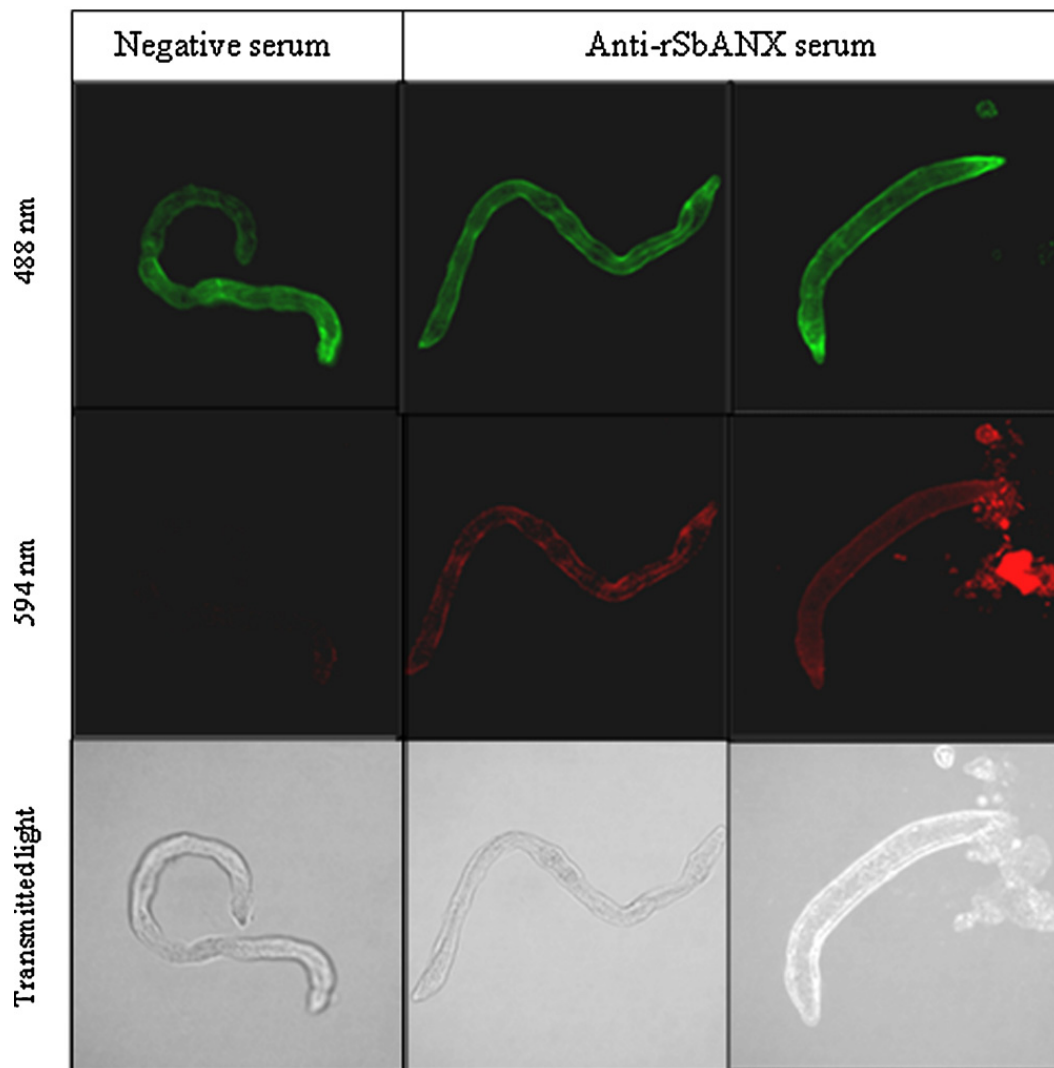 Negative serum
Anti-rSbANX serum
488 nm
594 nm
Transmitted light